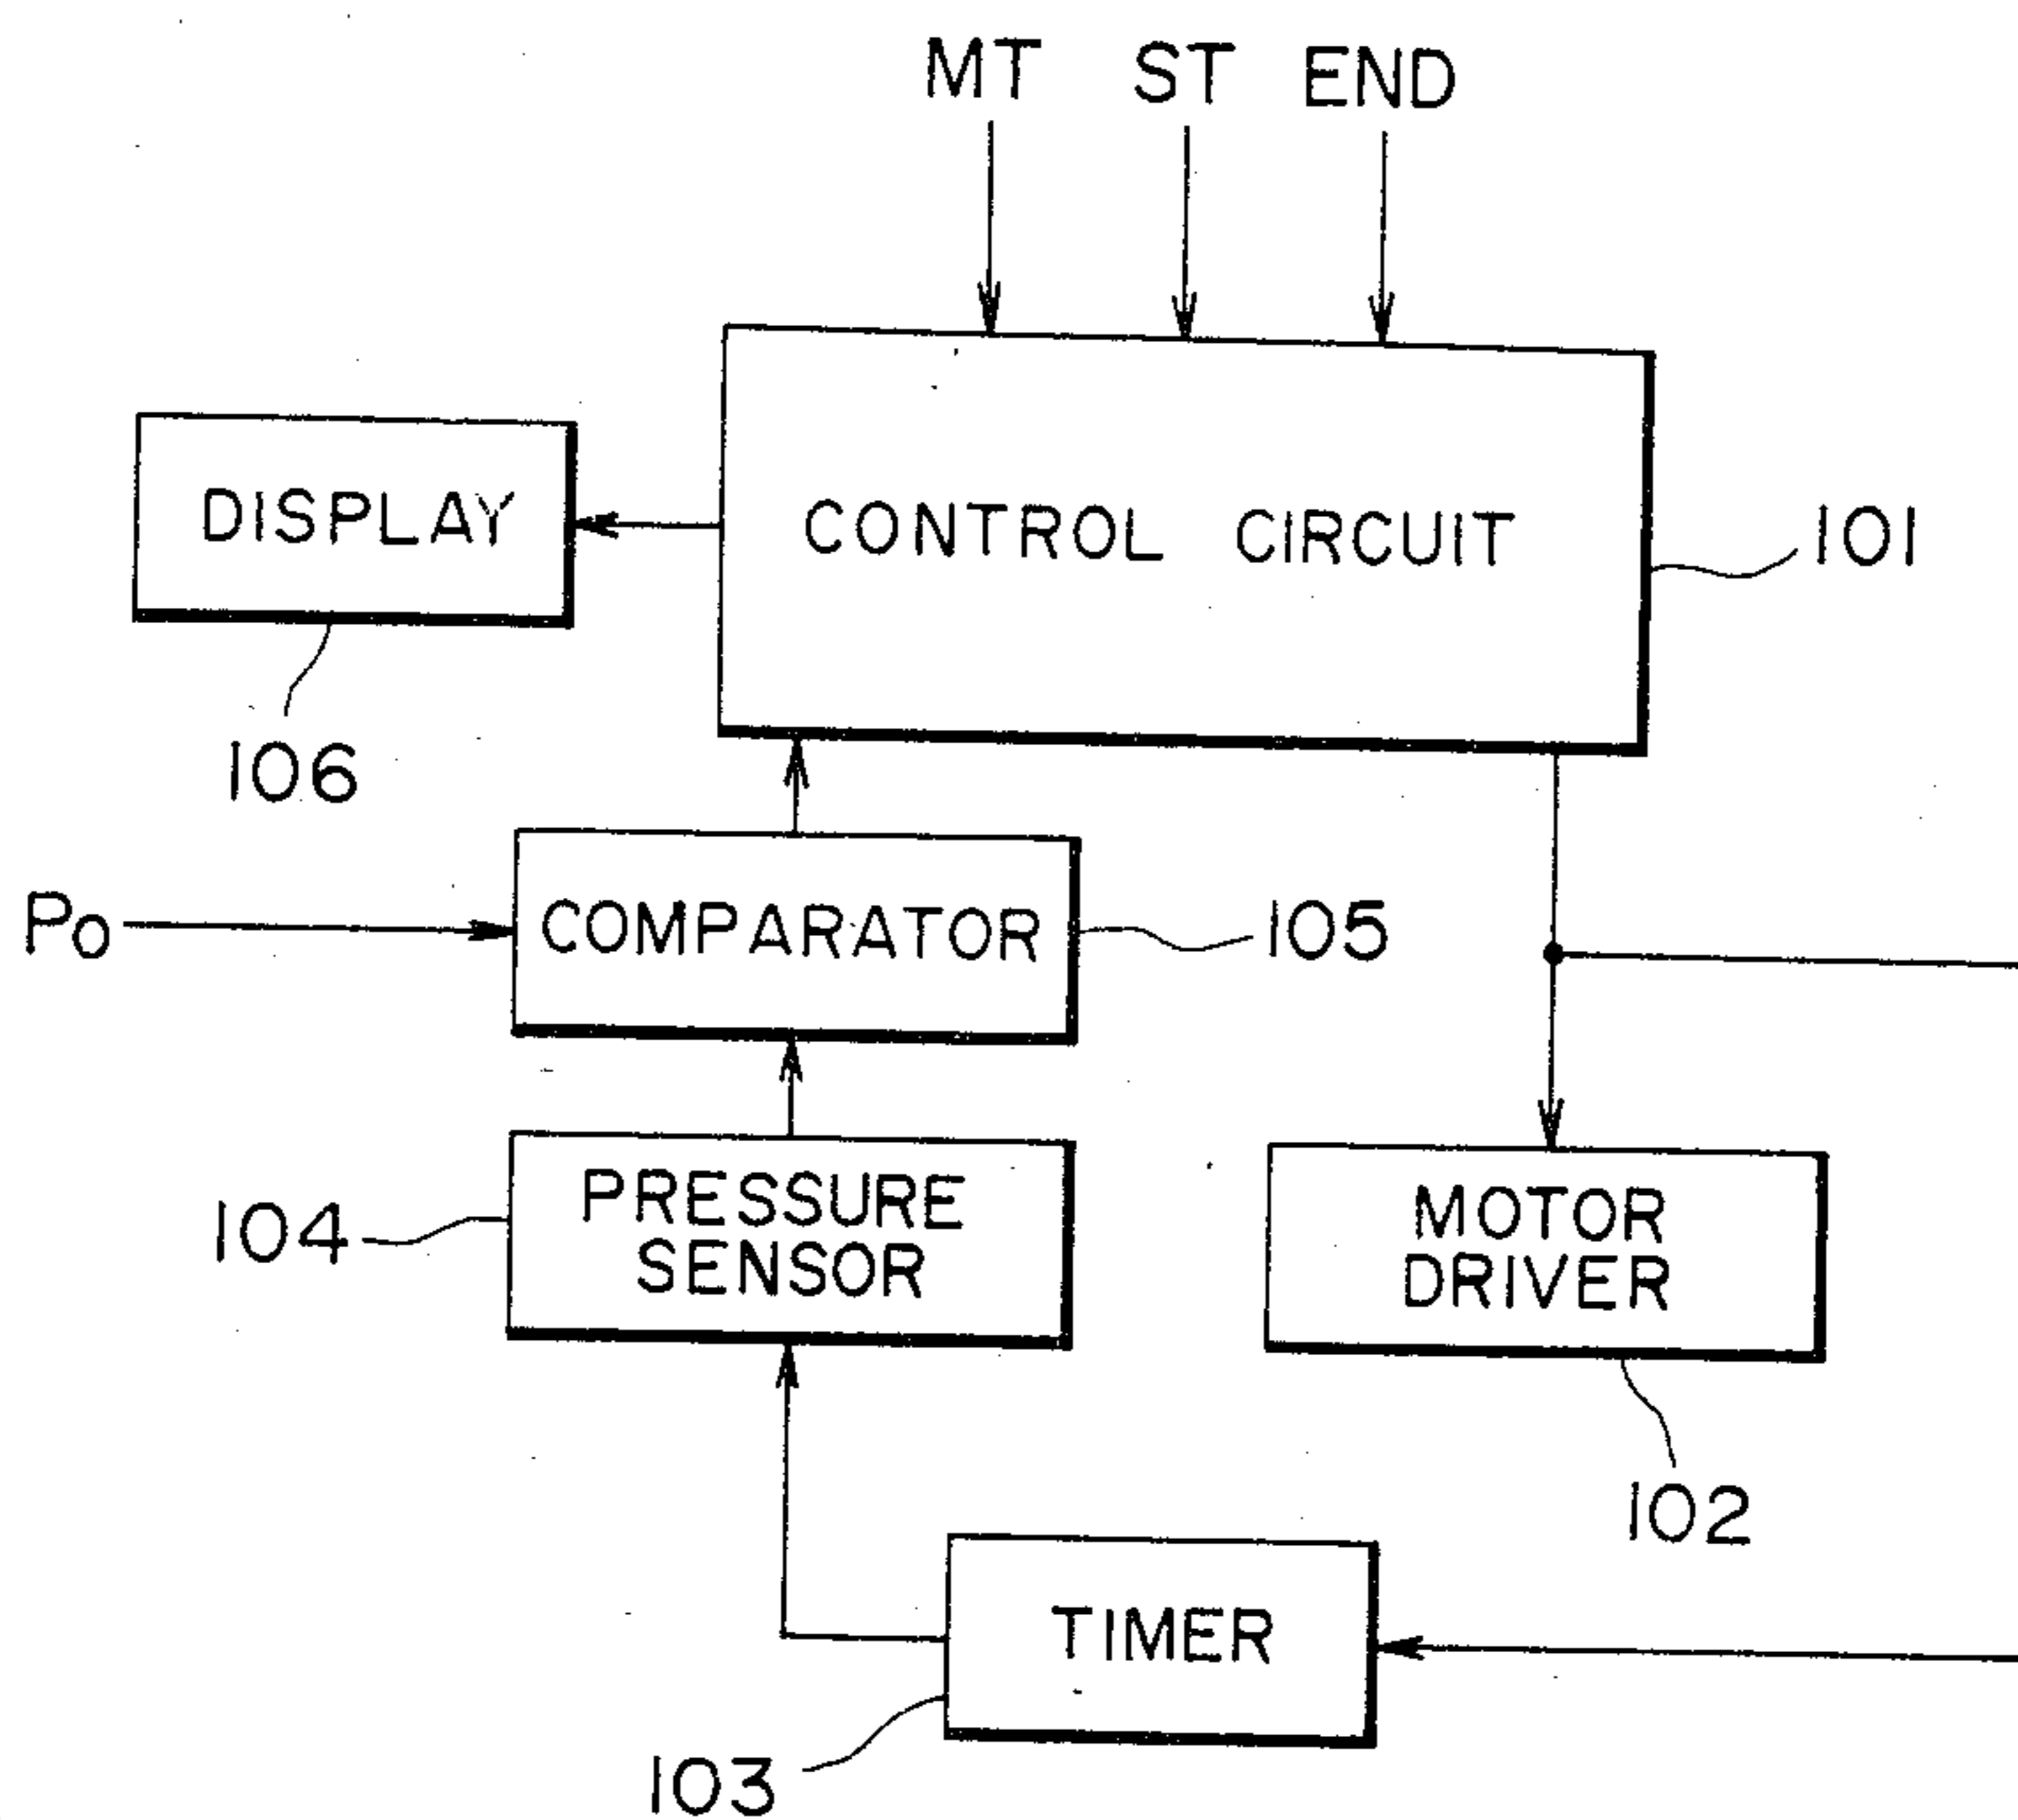 MT ST END
DISPLAY
CONTROL CIRCUIT
101
106
Po
COMPARATOR
105
104
PRESSURE
SENSOR
MOTOR
DRIVER
102
TIMER
103